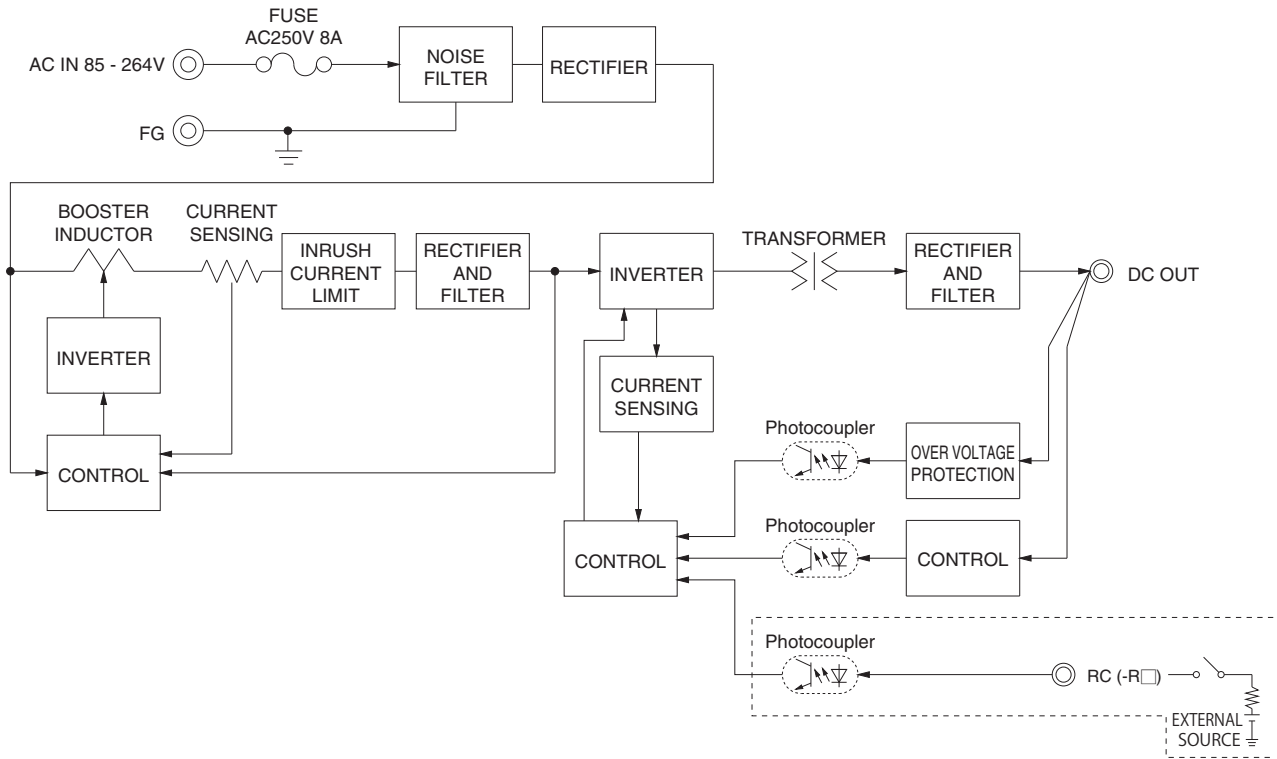 FUSE
AC250V 8A
AC IN 85 - 264V
NOISE
FILTER
RECTIFIER
FG
BOOSTER
INDUCTOR
CURRENT
SENSING
INRUSH
CURRENT
LIMIT
RECTIFIER
AND
FILTER
INVERTER
TRANSFORMER
RECTIFIER
AND
FILTER
DC OUT
INVERTER
CURRENT
SENSING
CONTROL
Photocoupler
OVER VOLTAGE
PROTECTION
Photocoupler
CONTROL
CONTROL
Photocoupler
RC (-R□)
EXTERNAL
SOURCE